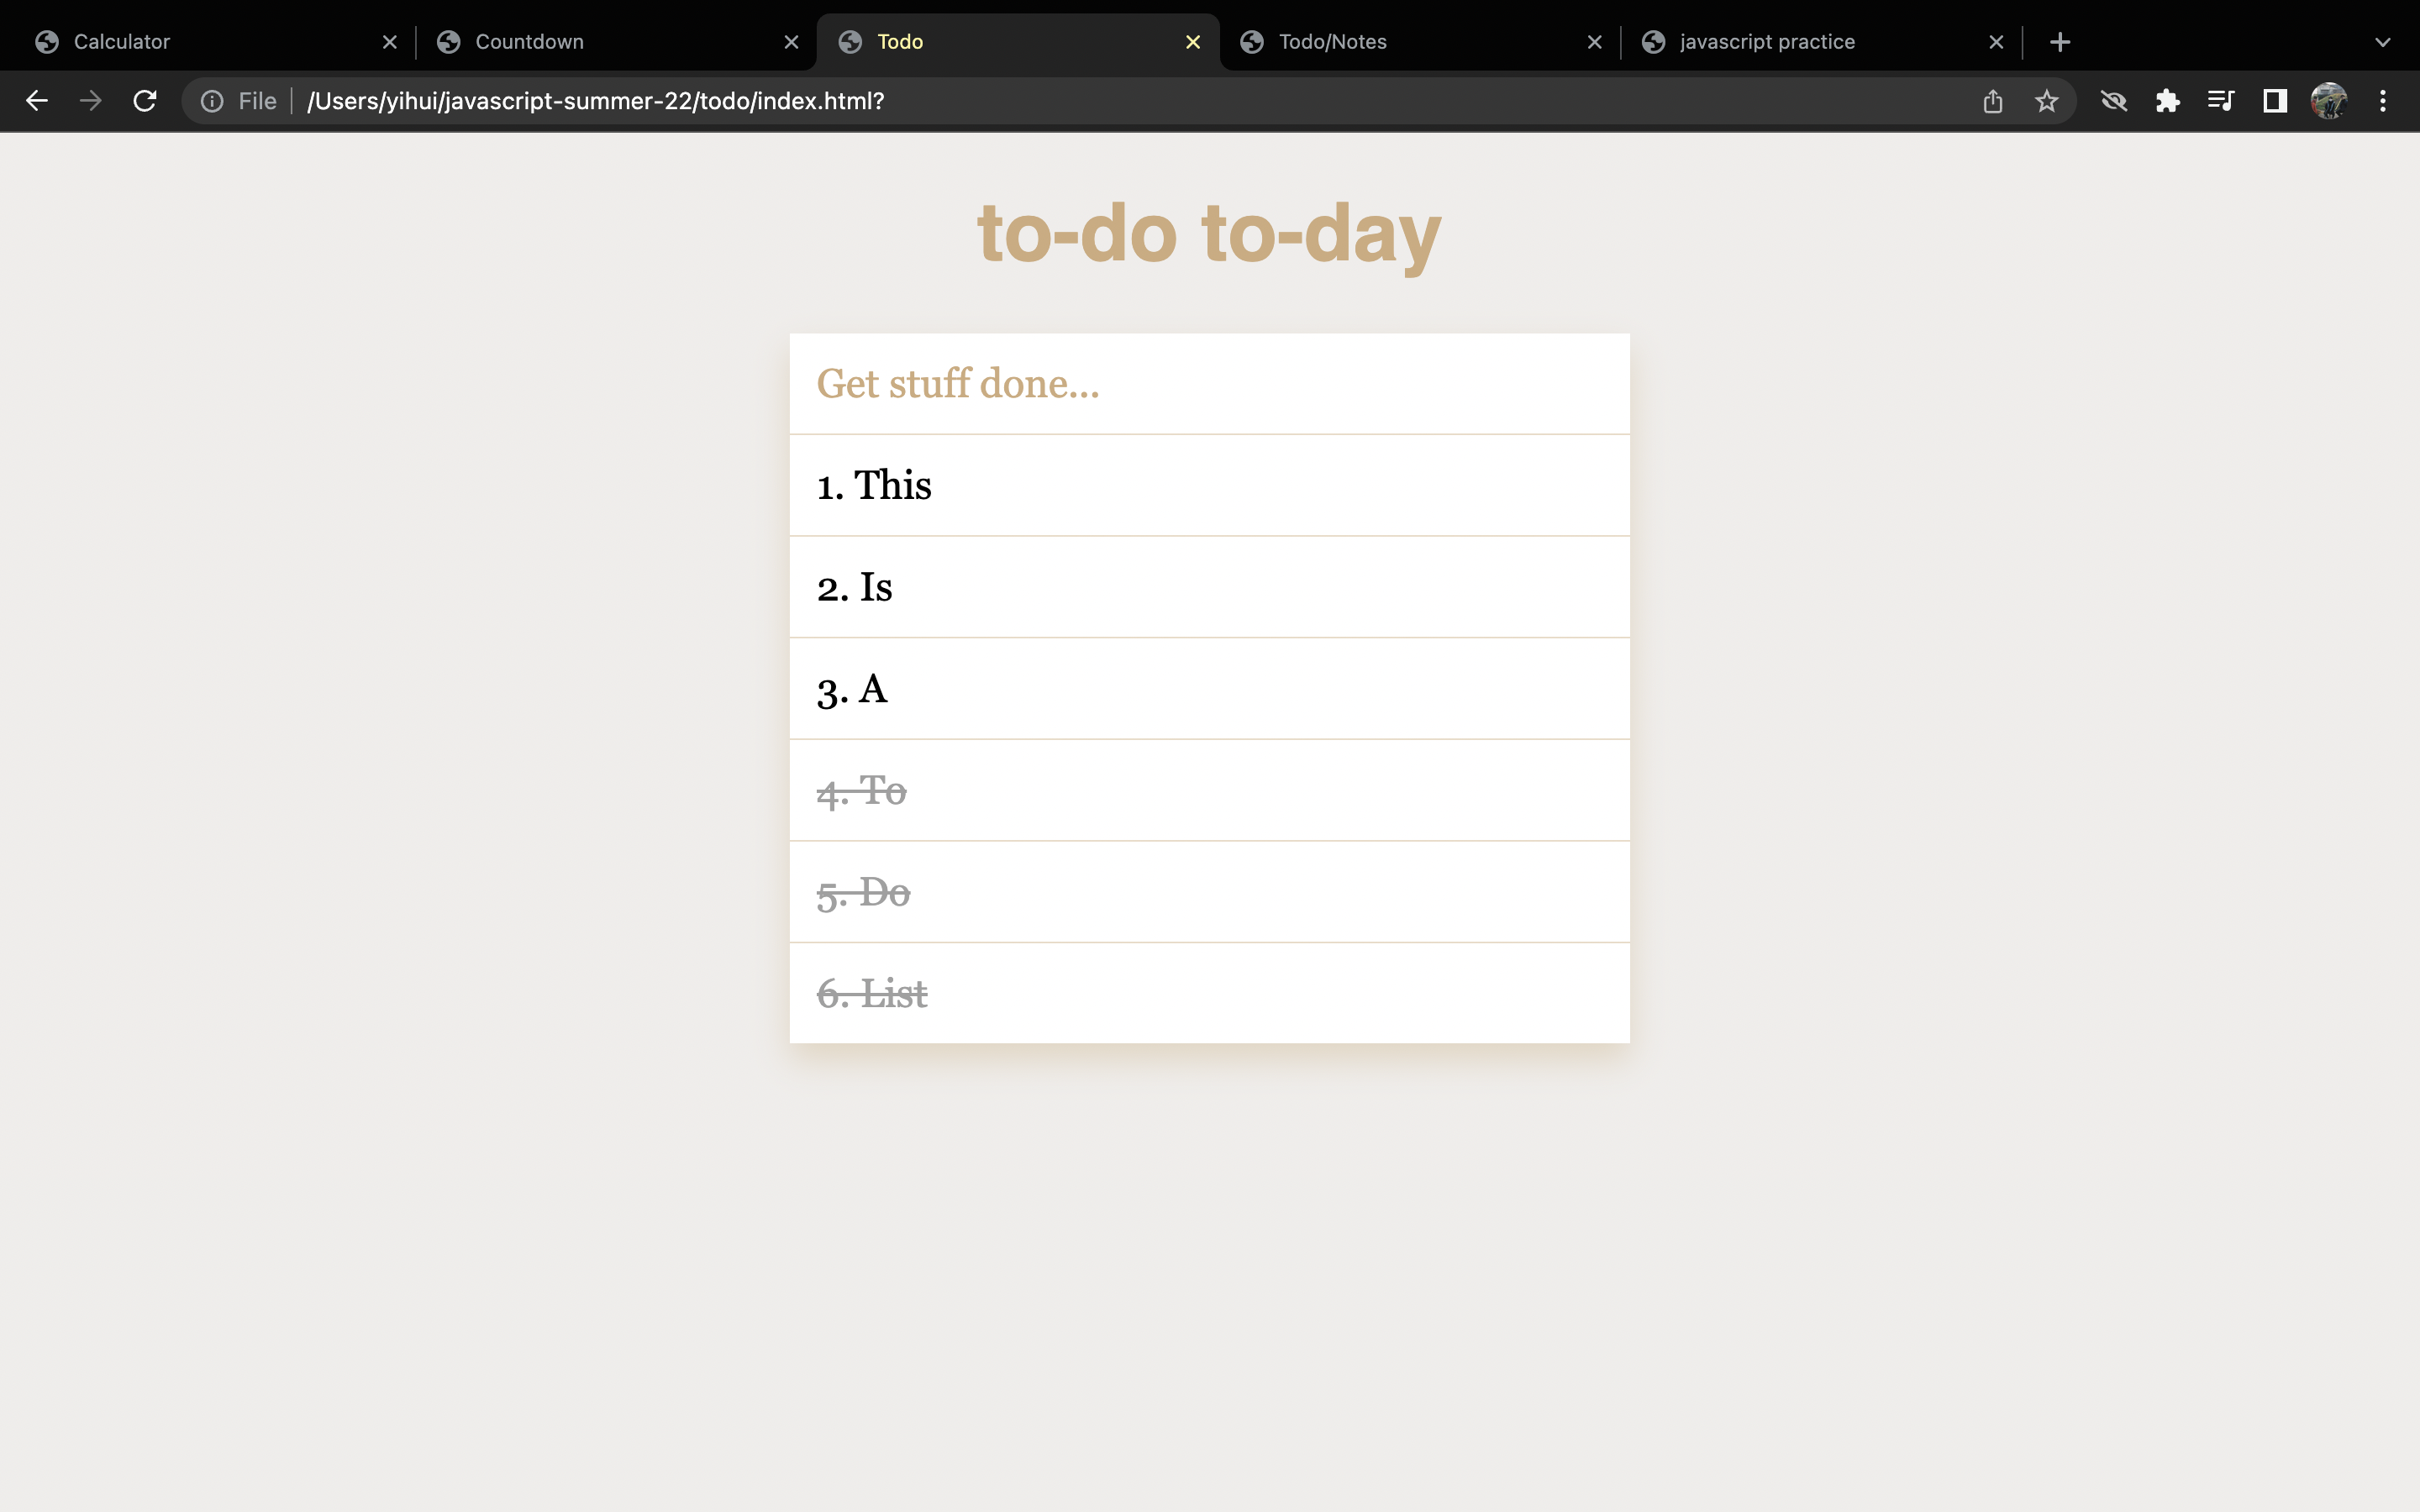 Calculator
Countdown
Todo
Todo/Notes
javascript practice
File
/Users/yihui/javascript-summer-22/todo/index.html?
to-do to-day
Get stuff done...
1. This
2. Is
3. A
4. To
5. Do
6. List